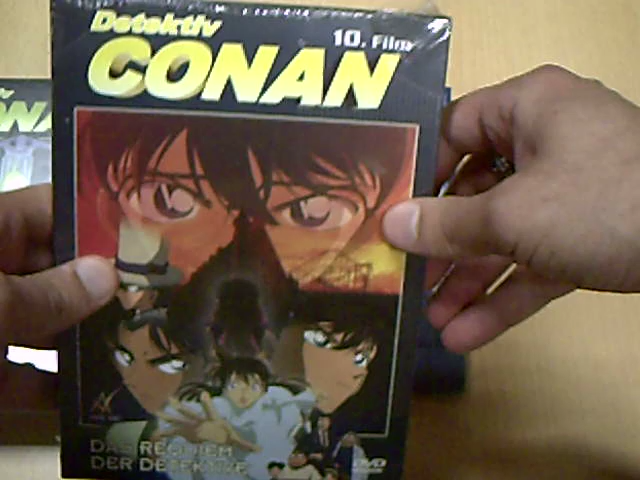 Detektiv
10. Film
CONAN
DAS REQUIEM
DER DETEKTIVE
DVD